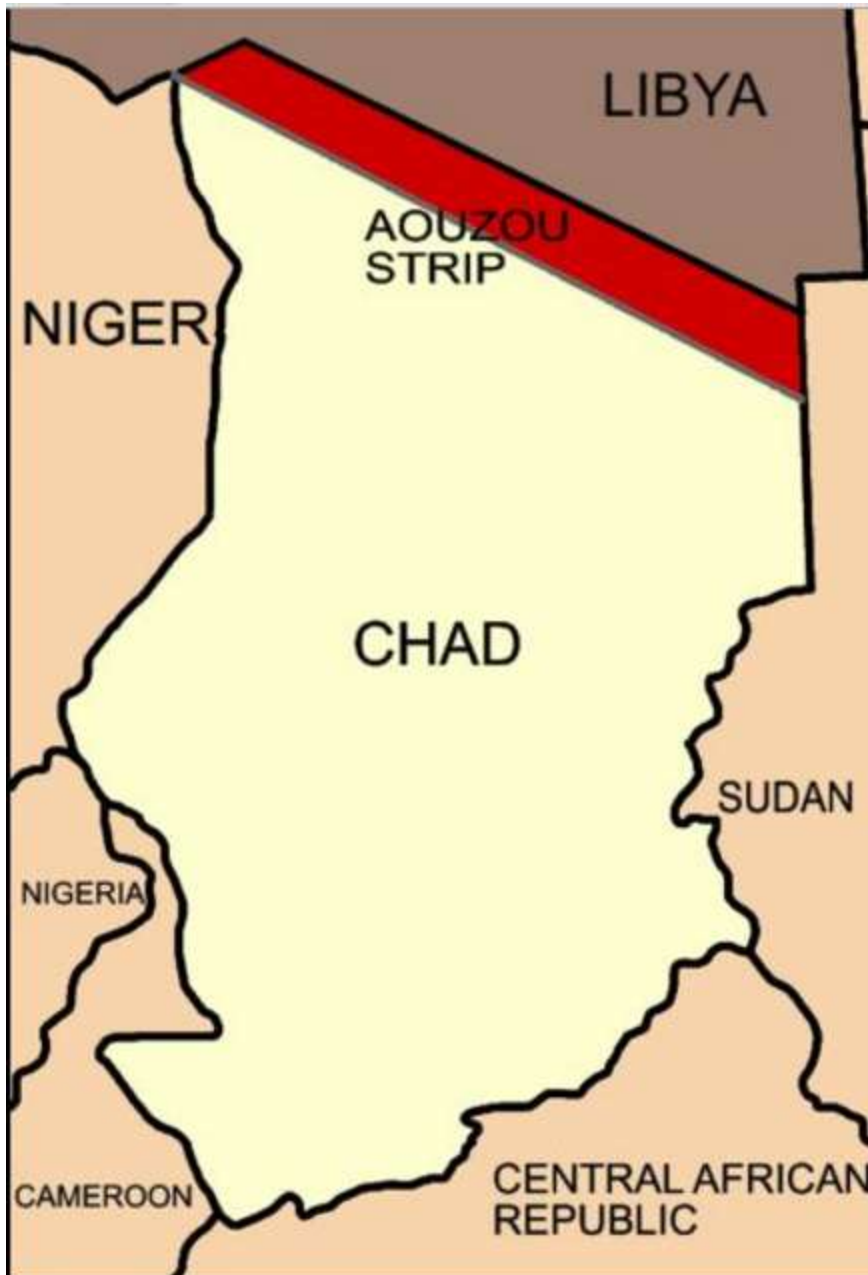 LIBYA
AOUZOU
STRIP
NIGER
CHAD
SUDAN
NIGERIA
CAMEROON
CENTRAL AFRICAN
REPUBLIC